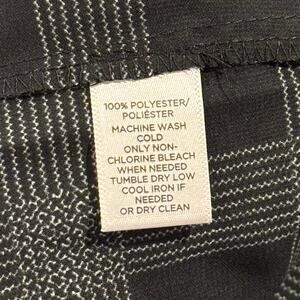 100% POLYESTER/
POLIÉSTER
MACHINE WASH
COLD
ONLY NON-
CHLORINE BLEACH
WHEN NEEDED
TUMBLE DRY LOW
COOL IRON IF
NEEDED
OR DRY CLEAN